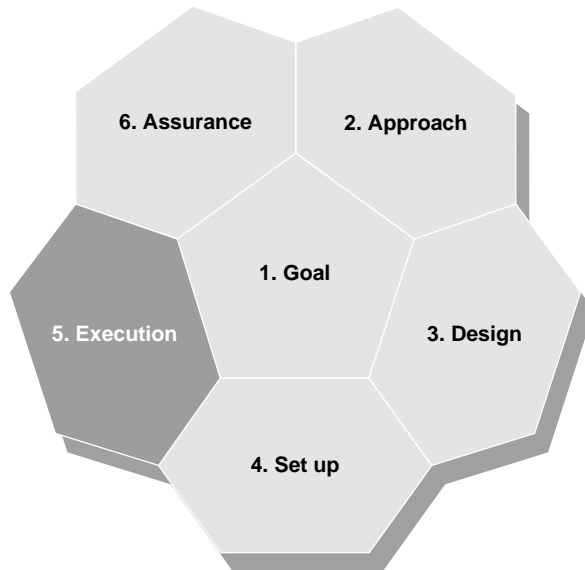 6. Assurance
2. Approach
1. Goal
5. Execution
3. Design
4. Set up